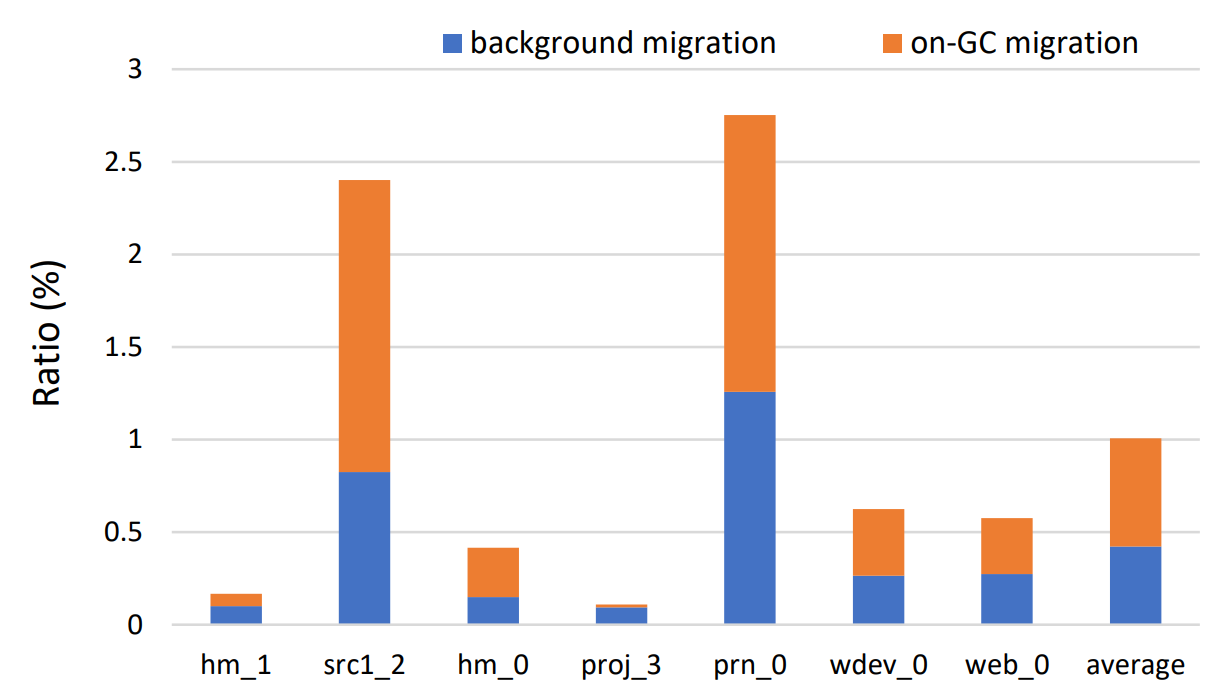 background migration on-GC migration
3
2.5
2
1.5
1
0.5
0
Ratio (%)
hm_1 src1_2 hm_0 proj_3 prn_0 wdev_0 web_0 average